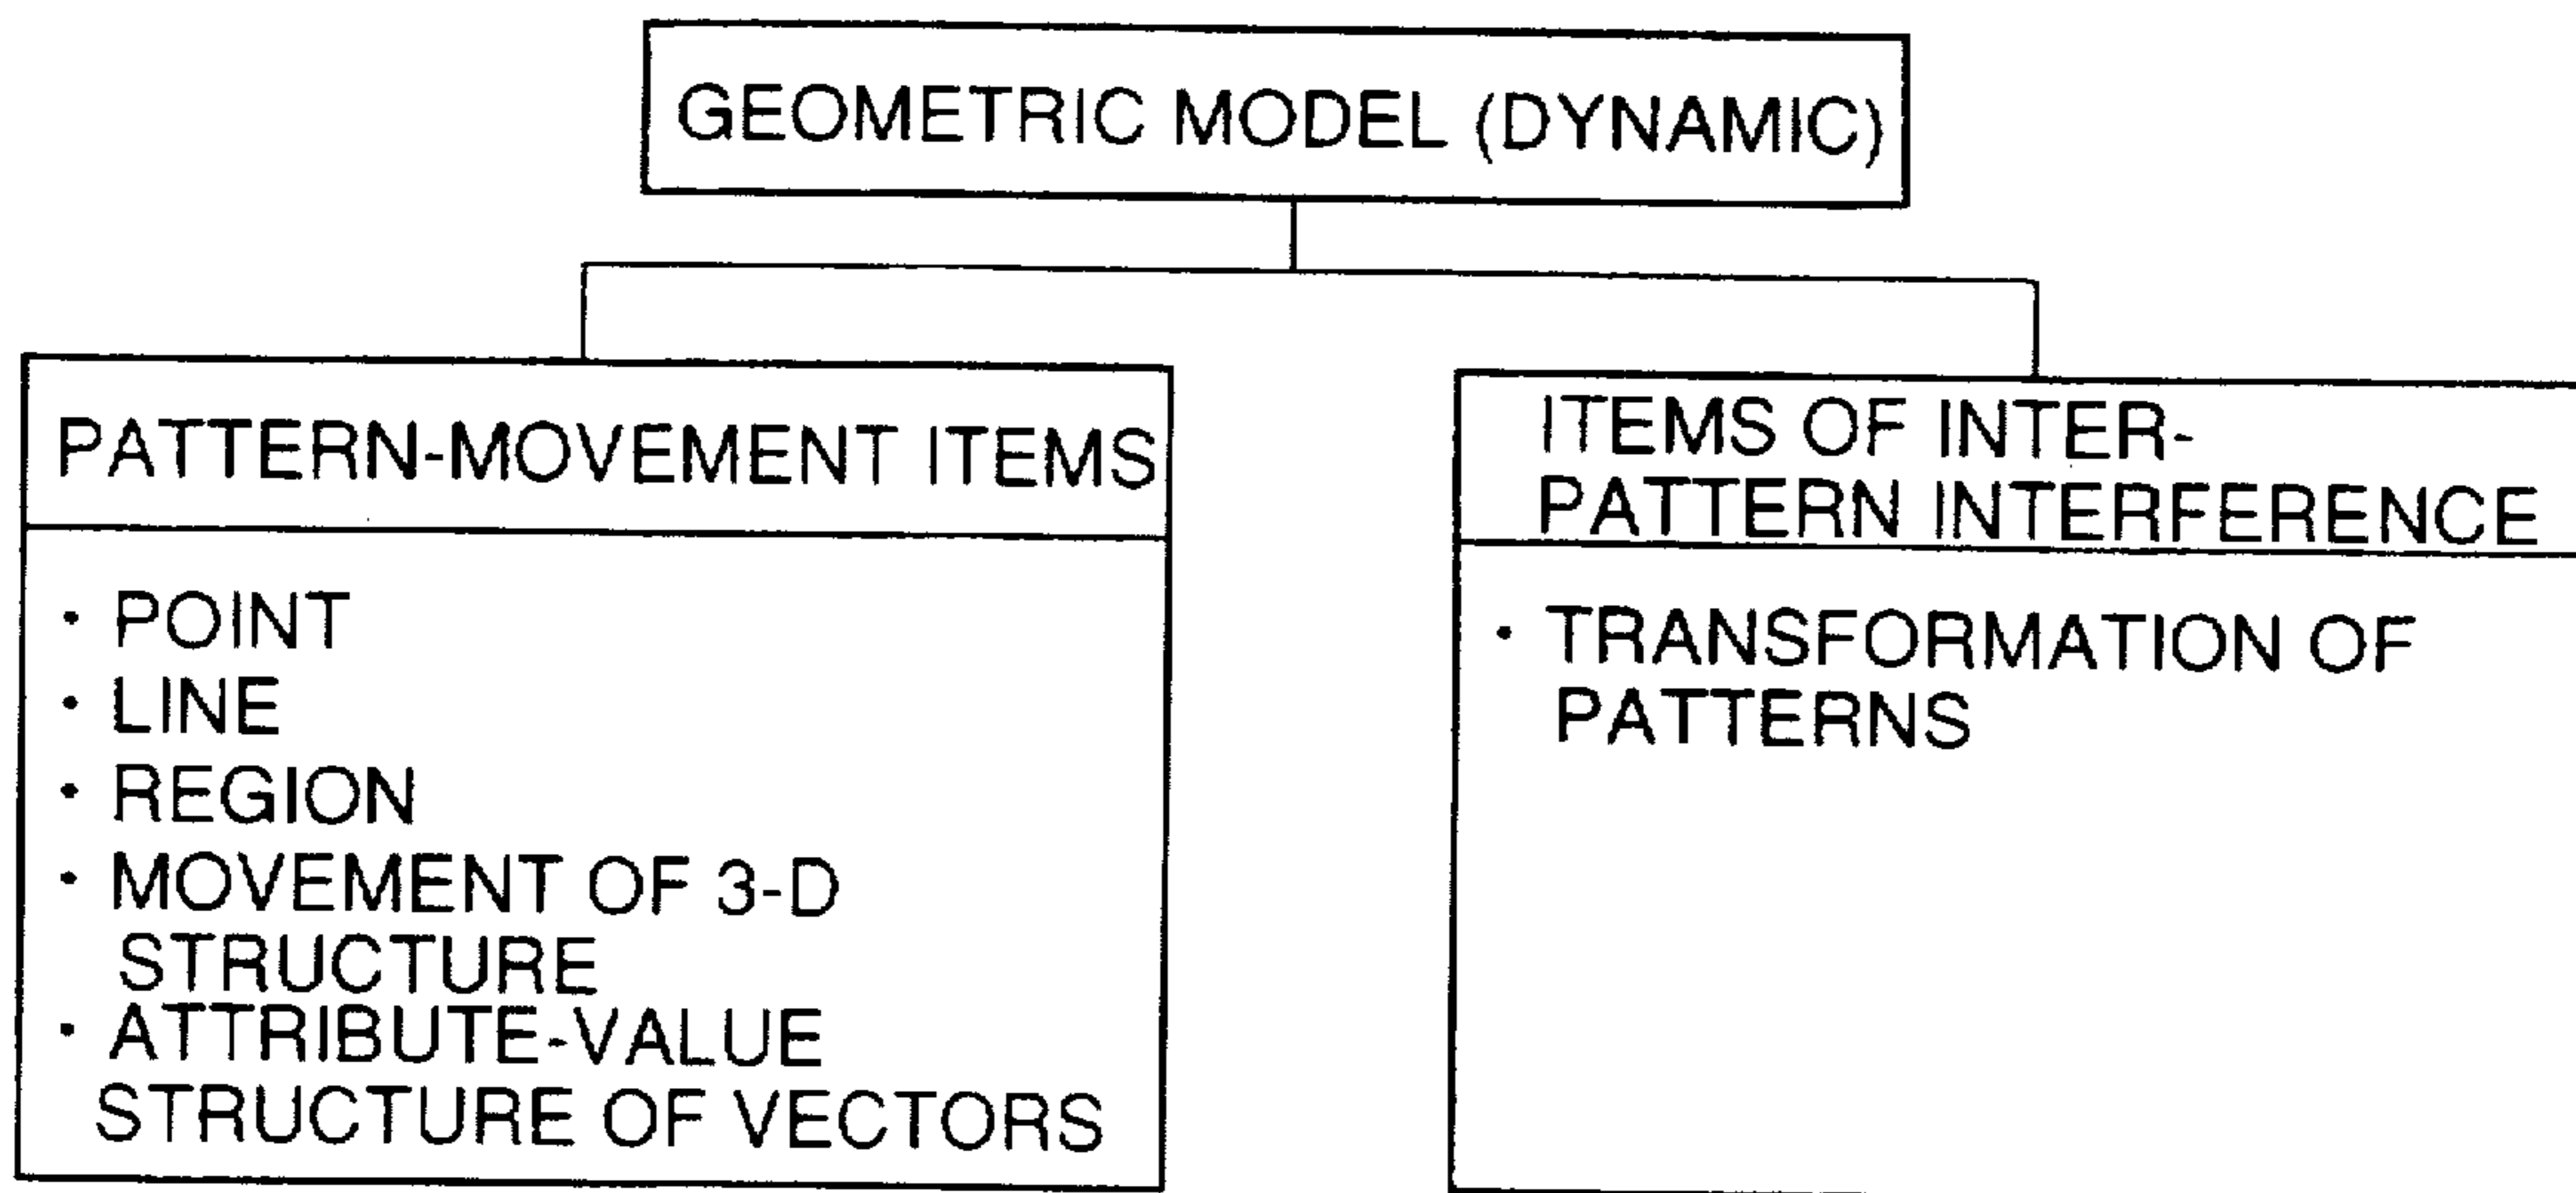 GEOMETRIC MODEL (DYNAMIC)
PATTERN-MOVEMENT ITEMS
· POINT
· LINE
· REGION
· MOVEMENT OF 3-D
STRUCTURE
· ATTRIBUTE-VALUE
STRUCTURE OF VECTORS
ITEMS OF INTER-
PATTERN INTERFERENCE
· TRANSFORMATION OF
PATTERNS